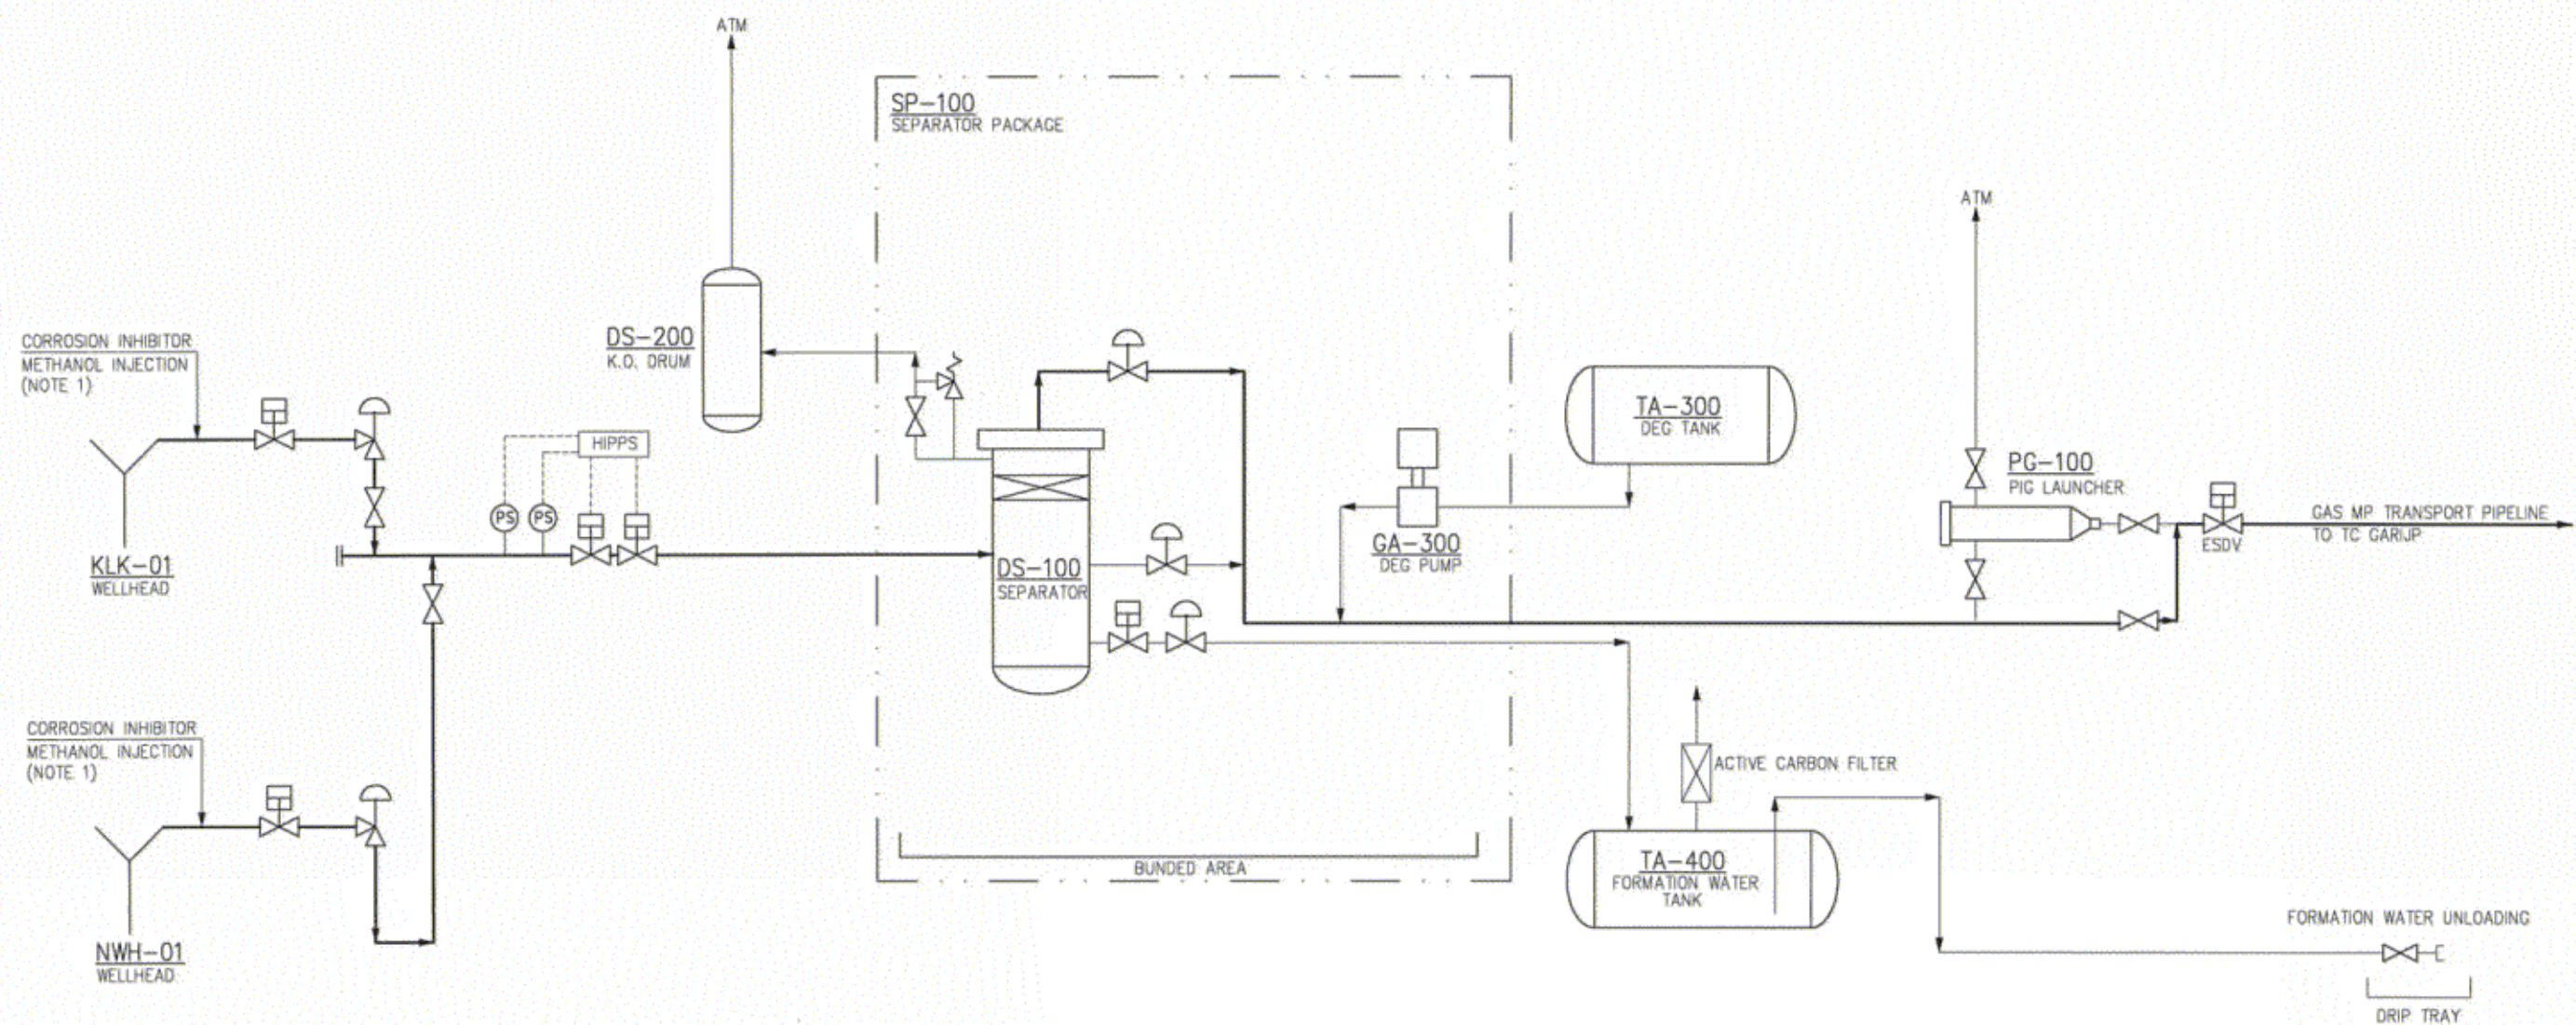 ATM
SP-100
SEPARATOR PACKAGE
ATM
CORROSION INHIBITOR
METHANOL INJECTION
(NOTE 1)
DS-200
K.O. DRUM
HIPPS
PS
PS
KLK-01
WELLHEAD
DS-100
SEPARATOR
TA-300
DEG TANK
GA-300
DEG PUMP
PG-100
PIG LAUNCHER
ESDV
GAS MP TRANSPORT PIPELINE
TO TC GARIJP
CORROSION INHIBITOR
METHANOL INJECTION
(NOTE 1)
NWH-01
WELLHEAD
BUNDED AREA
ACTIVE CARBON FILTER
TA-400
FORMATION WATER
TANK
FORMATION WATER UNLOADING
DRIP TRAY